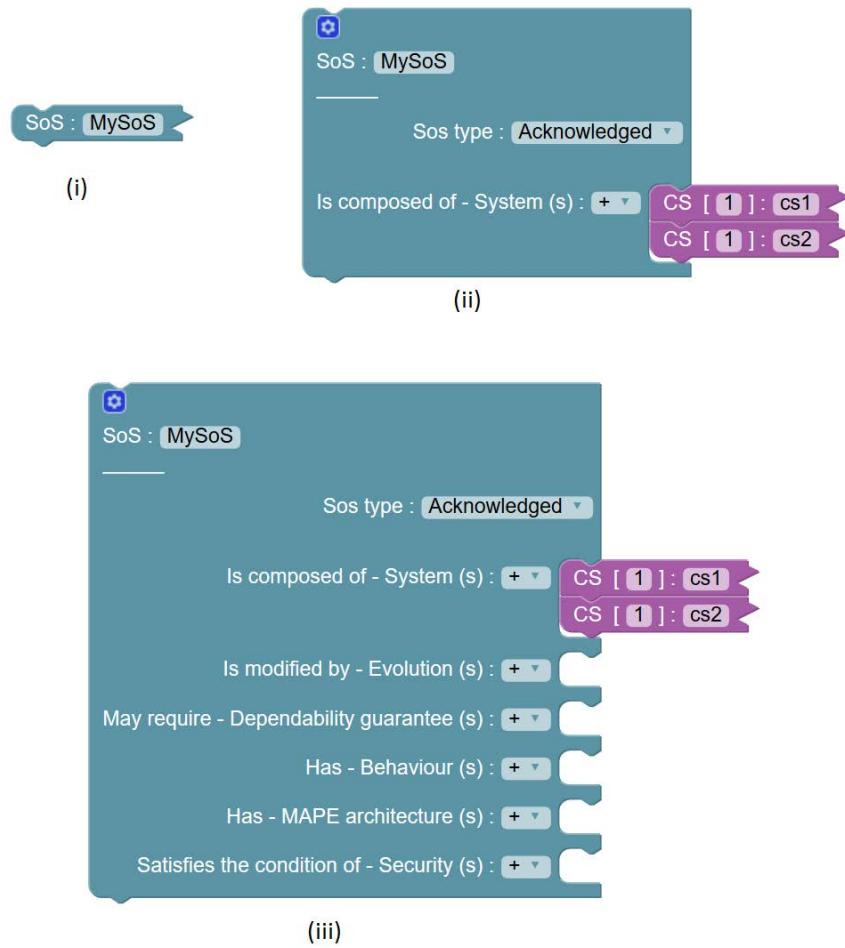 SoS : MySoS
(i)
SoS : MySoS
Sos type : Acknowledged
Is composed of - System (s) : +
CS [ 1 ] : cs1
CS [ 1 ] : cs2
(ii)
SoS : MySoS
Sos type : Acknowledged
Is composed of - System (s) : +
CS [ 1 ] : cs1
CS [ 1 ] : cs2
Is modified by - Evolution (s) : +
May require - Dependability guarantee (s) : +
Has - Behaviour (s) : +
Has - MAPE architecture (s) : +
Satisfies the condition of - Security (s) : +
(iii)